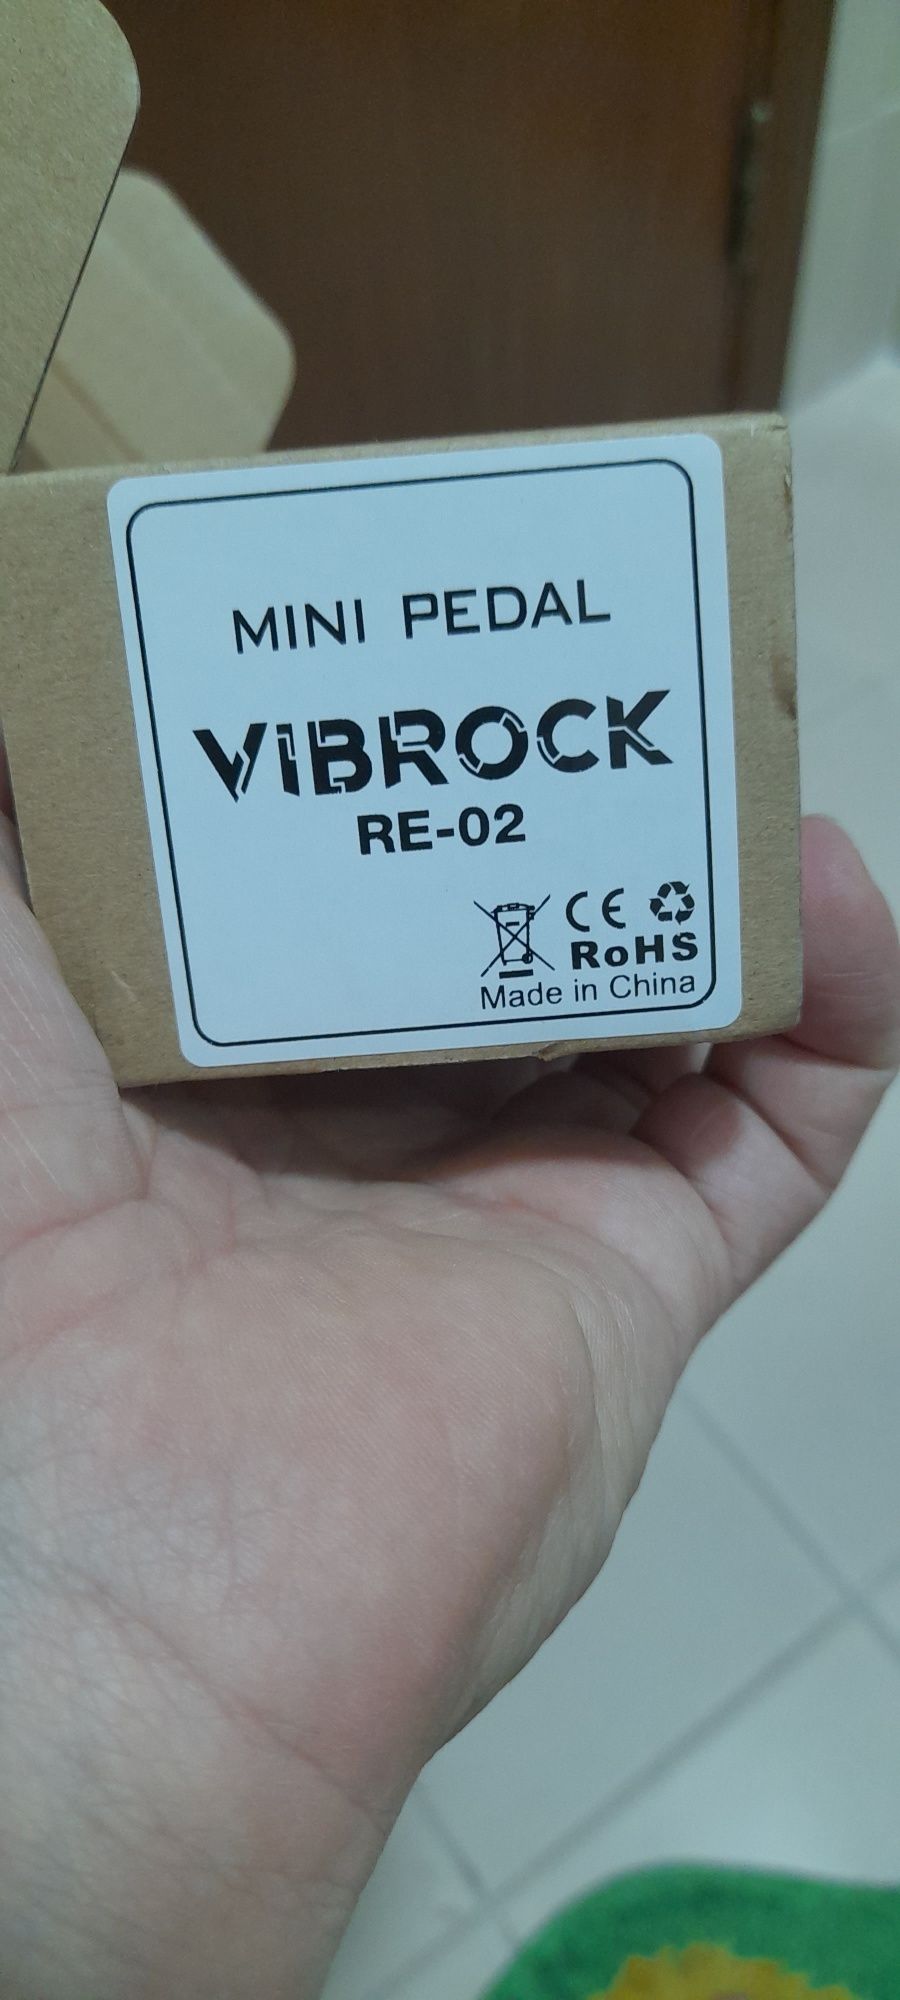 MINI PEDAL
VIBROCK
RE-02
CE
RoHS
Made in China